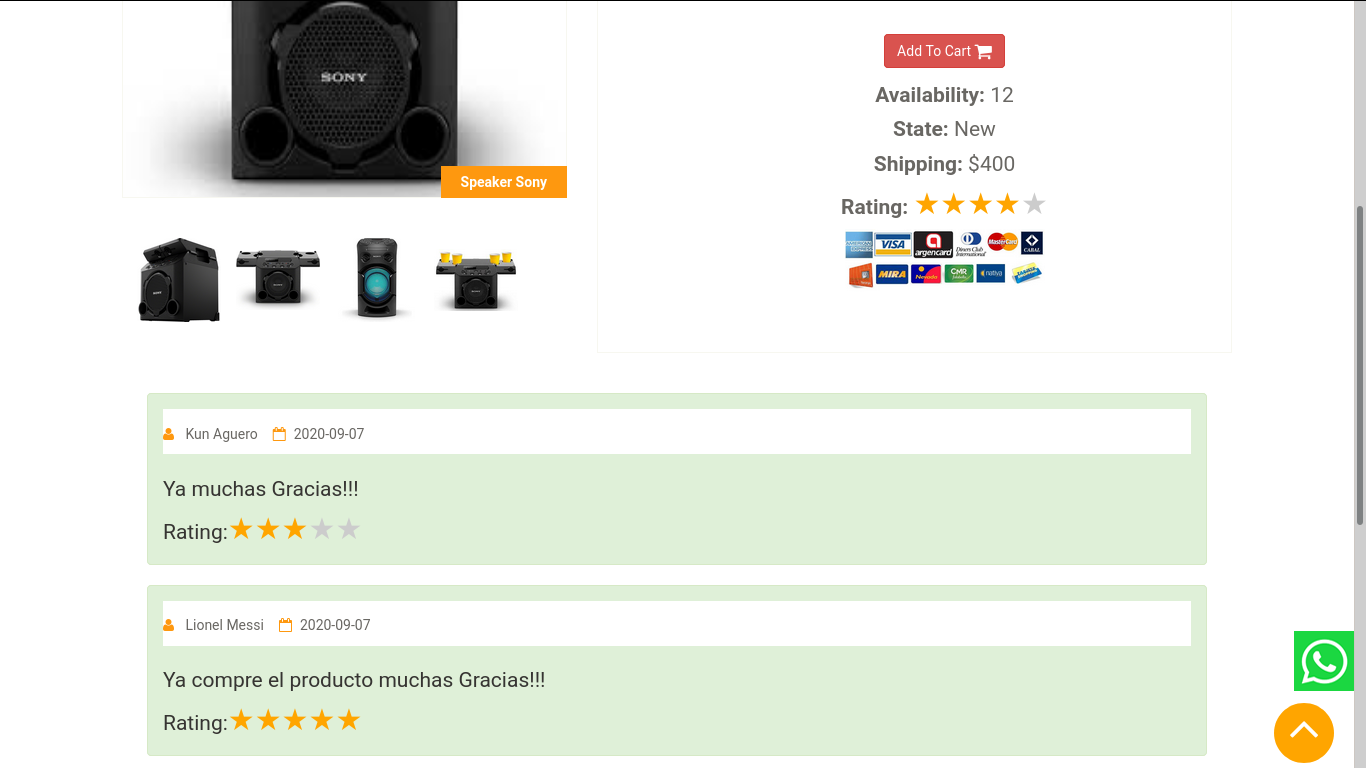 SONY
Speaker Sony
Add To Cart
Availability: 12
State: New
Shipping: $400
Rating:
VISA
argencard
Diners Club
International
MasterCard
CABAL
MIRA
Nevada
CMR
nativa
Kun Aguero 2020-09-07
Ya muchas Gracias!!!
Rating:
Lionel Messi 2020-09-07
Ya compre el producto muchas Gracias!!!
Rating: